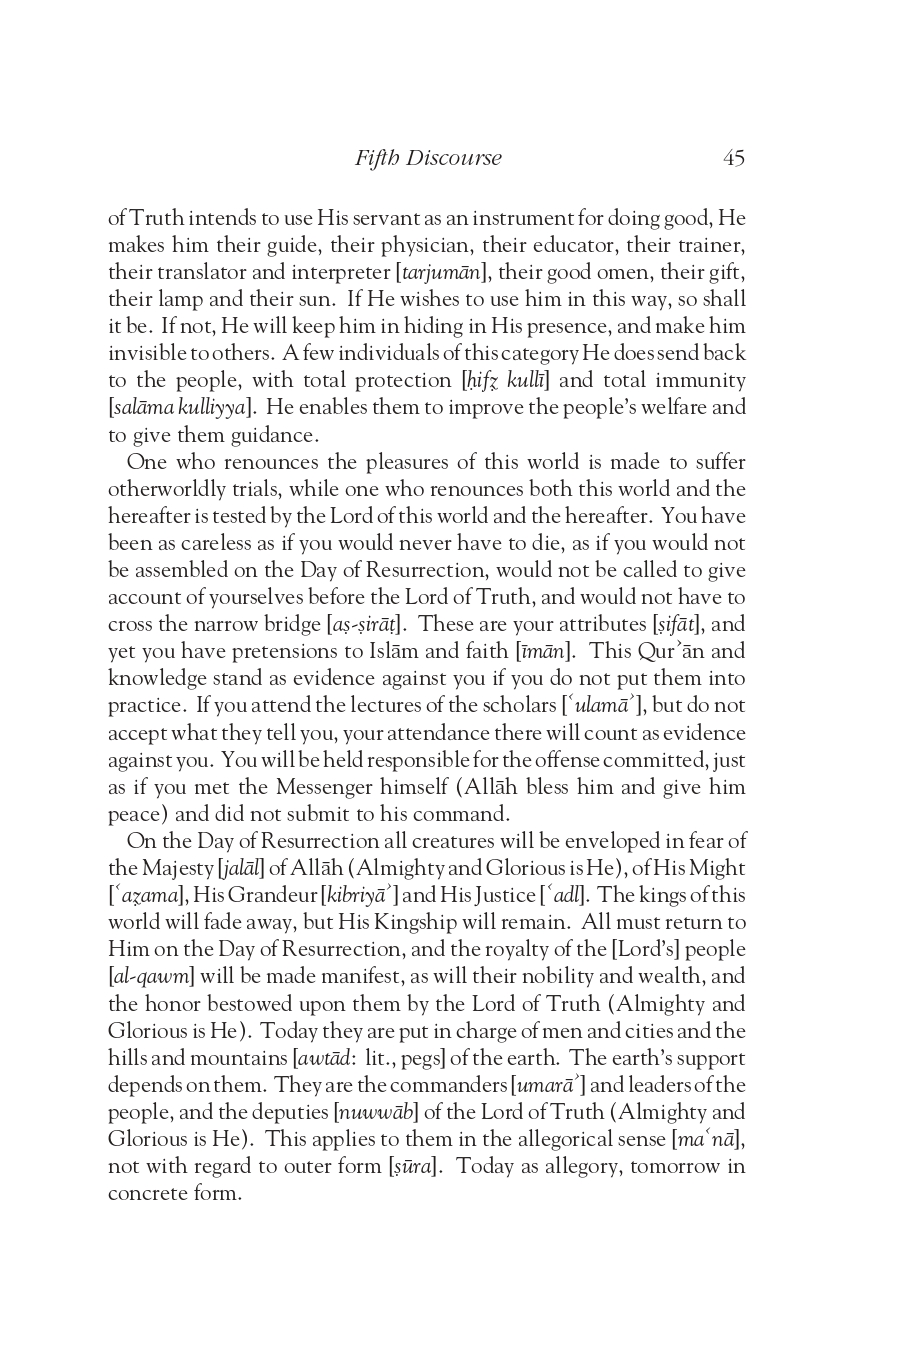 Fifth Discourse 45
of Truth intends to use His servant as an instrument for doing good, He
makes him their guide, their physician, their educator, their trainer,
their translator and interpreter [tarjumān], their good omen, their gift,
their lamp and their sun. If He wishes to use him in this way, so shall
it be. If not, He will keep him in hiding in His presence, and make him
invisible to others. A few individuals of this category He does send back
to the people, with total protection [ḥifẓ kullī] and total immunity
[salāma kulliyya]. He enables them to improve the people’s welfare and
to give them guidance.
One who renounces the pleasures of this world is made to suffer
otherworldly trials, while one who renounces both this world and the
hereafter is tested by the Lord of this world and the hereafter. You have
been as careless as if you would never have to die, as if you would not
be assembled on the Day of Resurrection, would not be called to give
account of yourselves before the Lord of Truth, and would not have to
cross the narrow bridge [aṣ-ṣirāṭ]. These are your attributes [ṣifāt], and
yet you have pretensions to Islām and faith [īmān]. This Qurʾān and
knowledge stand as evidence against you if you do not put them into
practice. If you attend the lectures of the scholars [ʿulamāʾ], but do not
accept what they tell you, your attendance there will count as evidence
against you. You will be held responsible for the offense committed, just
as if you met the Messenger himself (Allāh bless him and give him
peace) and did not submit to his command.
On the Day of Resurrection all creatures will be enveloped in fear of
the Majesty [jalāl] of Allāh (Almighty and Glorious is He), of His Might
[ʿaẓama], His Grandeur [kibriyāʾ] and His Justice [ʿadl]. The kings of this
world will fade away, but His Kingship will remain. All must return to
Him on the Day of Resurrection, and the royalty of the [Lord’s] people
[al-qawm] will be made manifest, as will their nobility and wealth, and
the honor bestowed upon them by the Lord of Truth (Almighty and
Glorious is He). Today they are put in charge of men and cities and the
hills and mountains [awtād: lit., pegs] of the earth. The earth’s support
depends on them. They are the commanders [umarāʾ] and leaders of the
people, and the deputies [nuwwāb] of the Lord of Truth (Almighty and
Glorious is He). This applies to them in the allegorical sense [maʿnā],
not with regard to outer form [ṣūra]. Today as allegory, tomorrow in
concrete form.